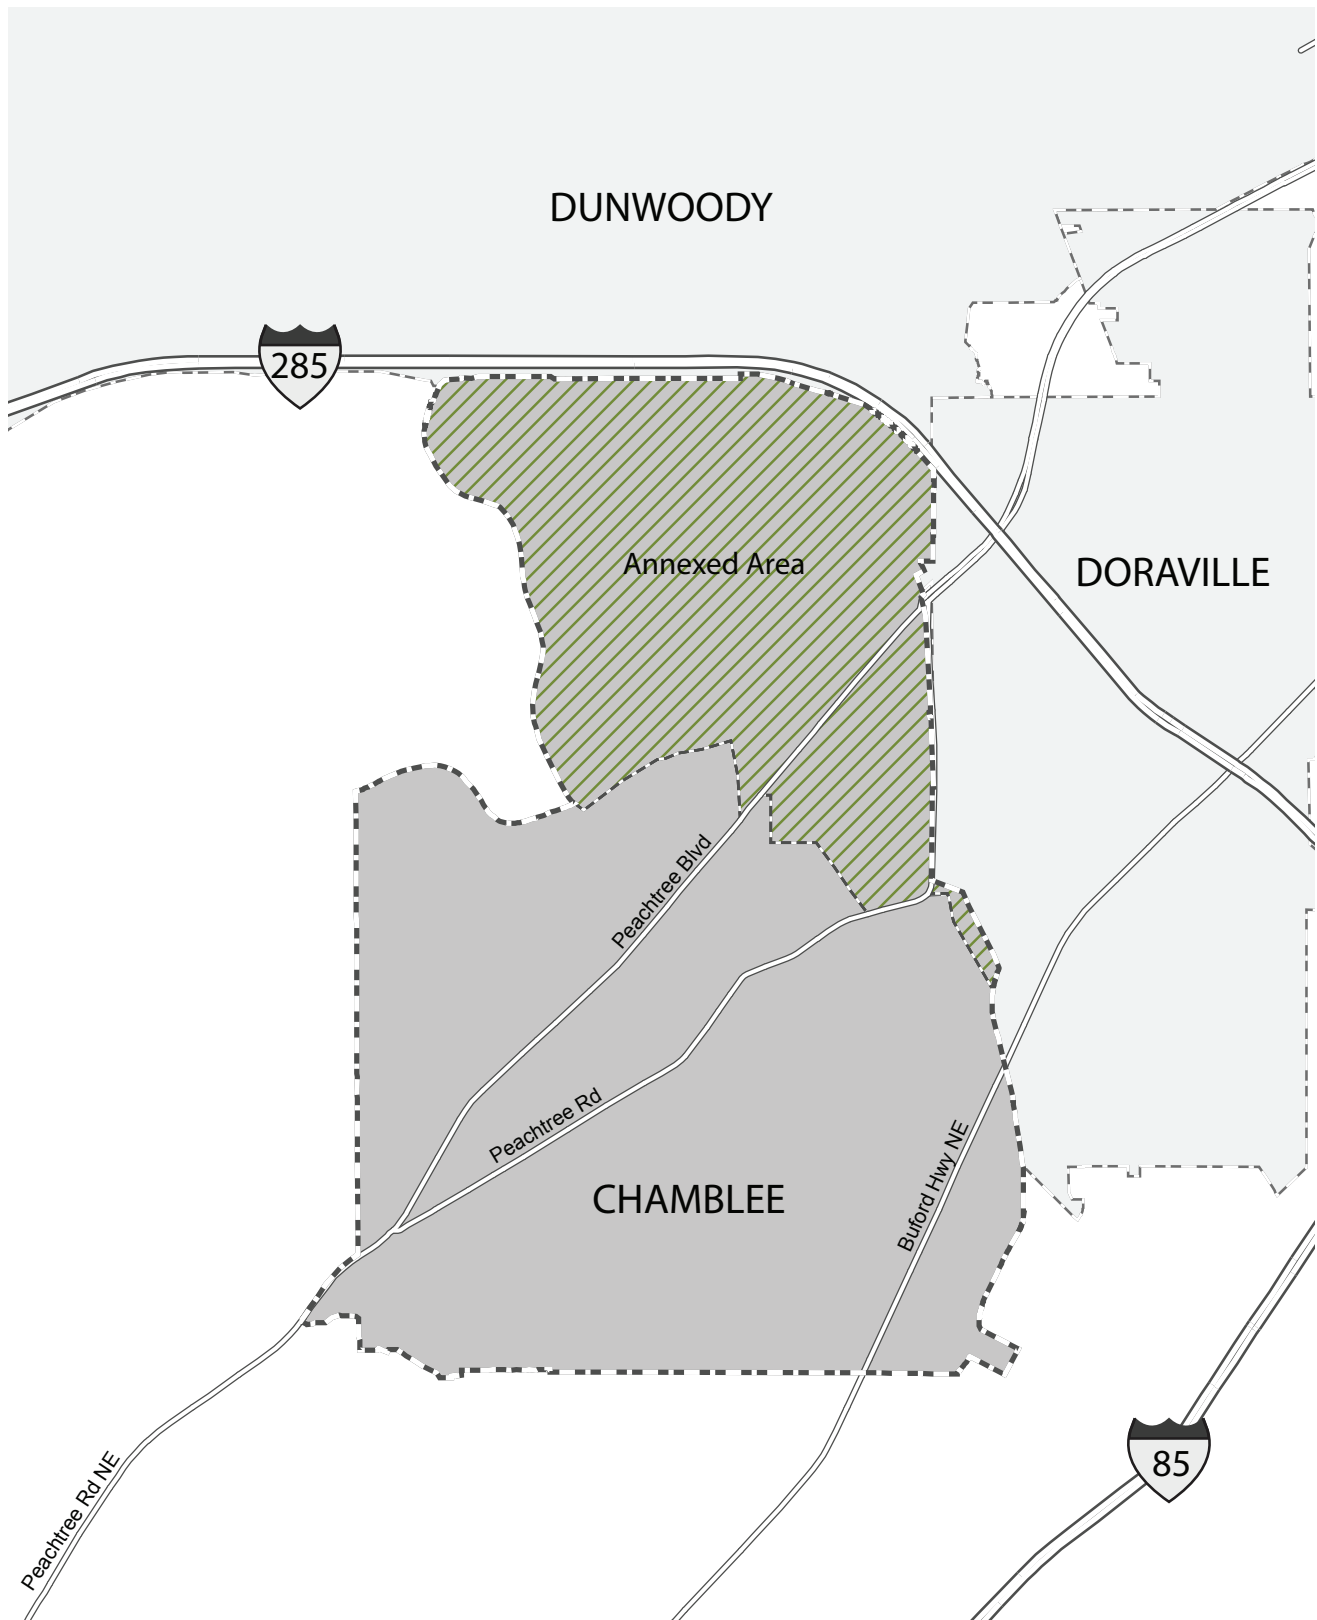 DUNWOODY
285
Annexed Area
DORAVILLE
Peachtree Blvd
Peachtree Rd
CHAMBLEE
Buford Hwy NE
85
Peachtree Rd NE